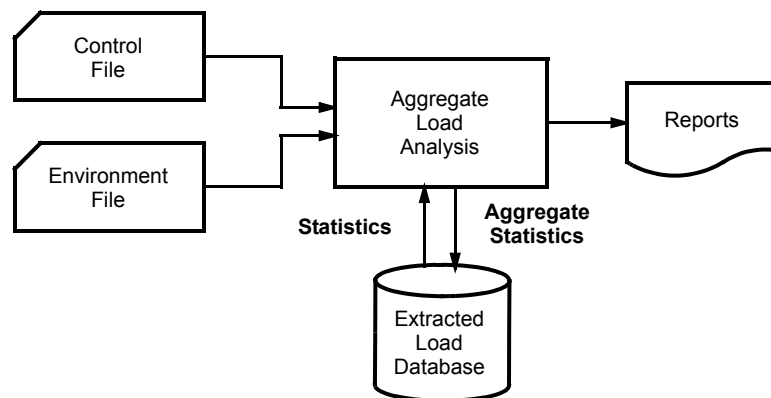 Control
File
Environment
File
Aggregate
Load
Analysis
Reports
Statistics
Aggregate
Statistics
Extracted
Load
Database